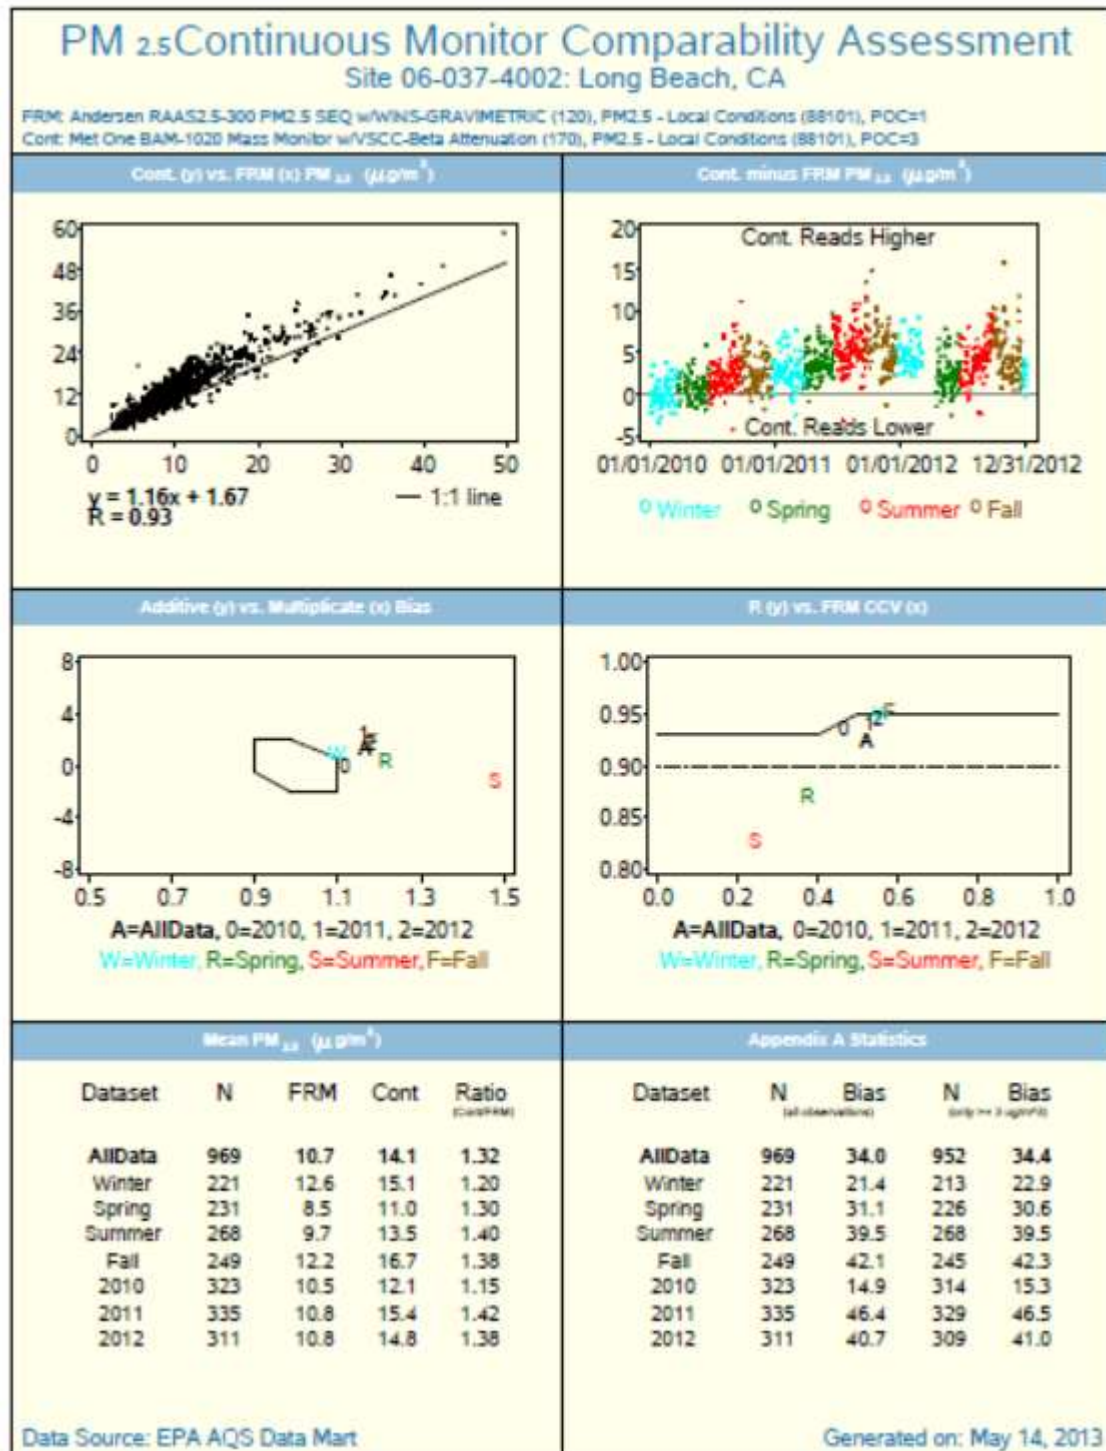 PM 2.5 Continuous Monitor Comparability Assessment
Site 06-037-4002: Long Beach, CA
FRM: Andersen RAAS2.5-300 PM2.5 SEQ w/WINS-GRAVIMETRIC (120), PM2.5 - Local Conditions (88101), POC=1
Cont: Met One BAM-1020 Mass Monitor w/VSCC-Beta Attenuation (170), PM2.5 - Local Conditions (88101), POC=3
Cont. (y) vs. FRM (x) PM 2.5 (μg/m³)
60
48
36
24
12
0
0 10 20 30 40 50
y = 1.16x + 1.67
R = 0.93
1:1 line
Cont. minus FRM PM 2.5 (μg/m³)
20
15
10
5
0
-5
Cont. Reads Higher
Cont. Reads Lower
01/01/2010 01/01/2011 01/01/2012 12/31/2012
Winter Spring Summer Fall
Additive (y) vs. Multiplicate (x) Bias
8
4
0
-4
-8
W 0 1 A 2 F R S
0.5 0.7 0.9 1.1 1.3 1.5
A=AllData, 0=2010, 1=2011, 2=2012
W=Winter, R=Spring, S=Summer, F=Fall
R (y) vs. FRM CCV (x)
1.00
0.95
0.90
0.85
0.80
S R 0 A 1 W 2 F
0.0 0.2 0.4 0.6 0.8 1.0
A=AllData, 0=2010, 1=2011, 2=2012
W=Winter, R=Spring, S=Summer, F=Fall
Mean PM 2.5 (μg/m³)
Dataset N FRM Cont Ratio
(Cont/FRM)
AllData 969 10.7 14.1 1.32
Winter 221 12.6 15.1 1.20
Spring 231 8.5 11.0 1.30
Summer 268 9.7 13.5 1.40
Fall 249 12.2 16.7 1.38
2010 323 10.5 12.1 1.15
2011 335 10.8 15.4 1.42
2012 311 10.8 14.8 1.38
Appendix A Statistics
Dataset N Bias N Bias
(all observations) (only >= 3 ug/m^3)
AllData 969 34.0 952 34.4
Winter 221 21.4 213 22.9
Spring 231 31.1 226 30.6
Summer 268 39.5 268 39.5
Fall 249 42.1 245 42.3
2010 323 14.9 314 15.3
2011 335 46.4 329 46.5
2012 311 40.7 309 41.0
Data Source: EPA AQS Data Mart
Generated on: May 14, 2013